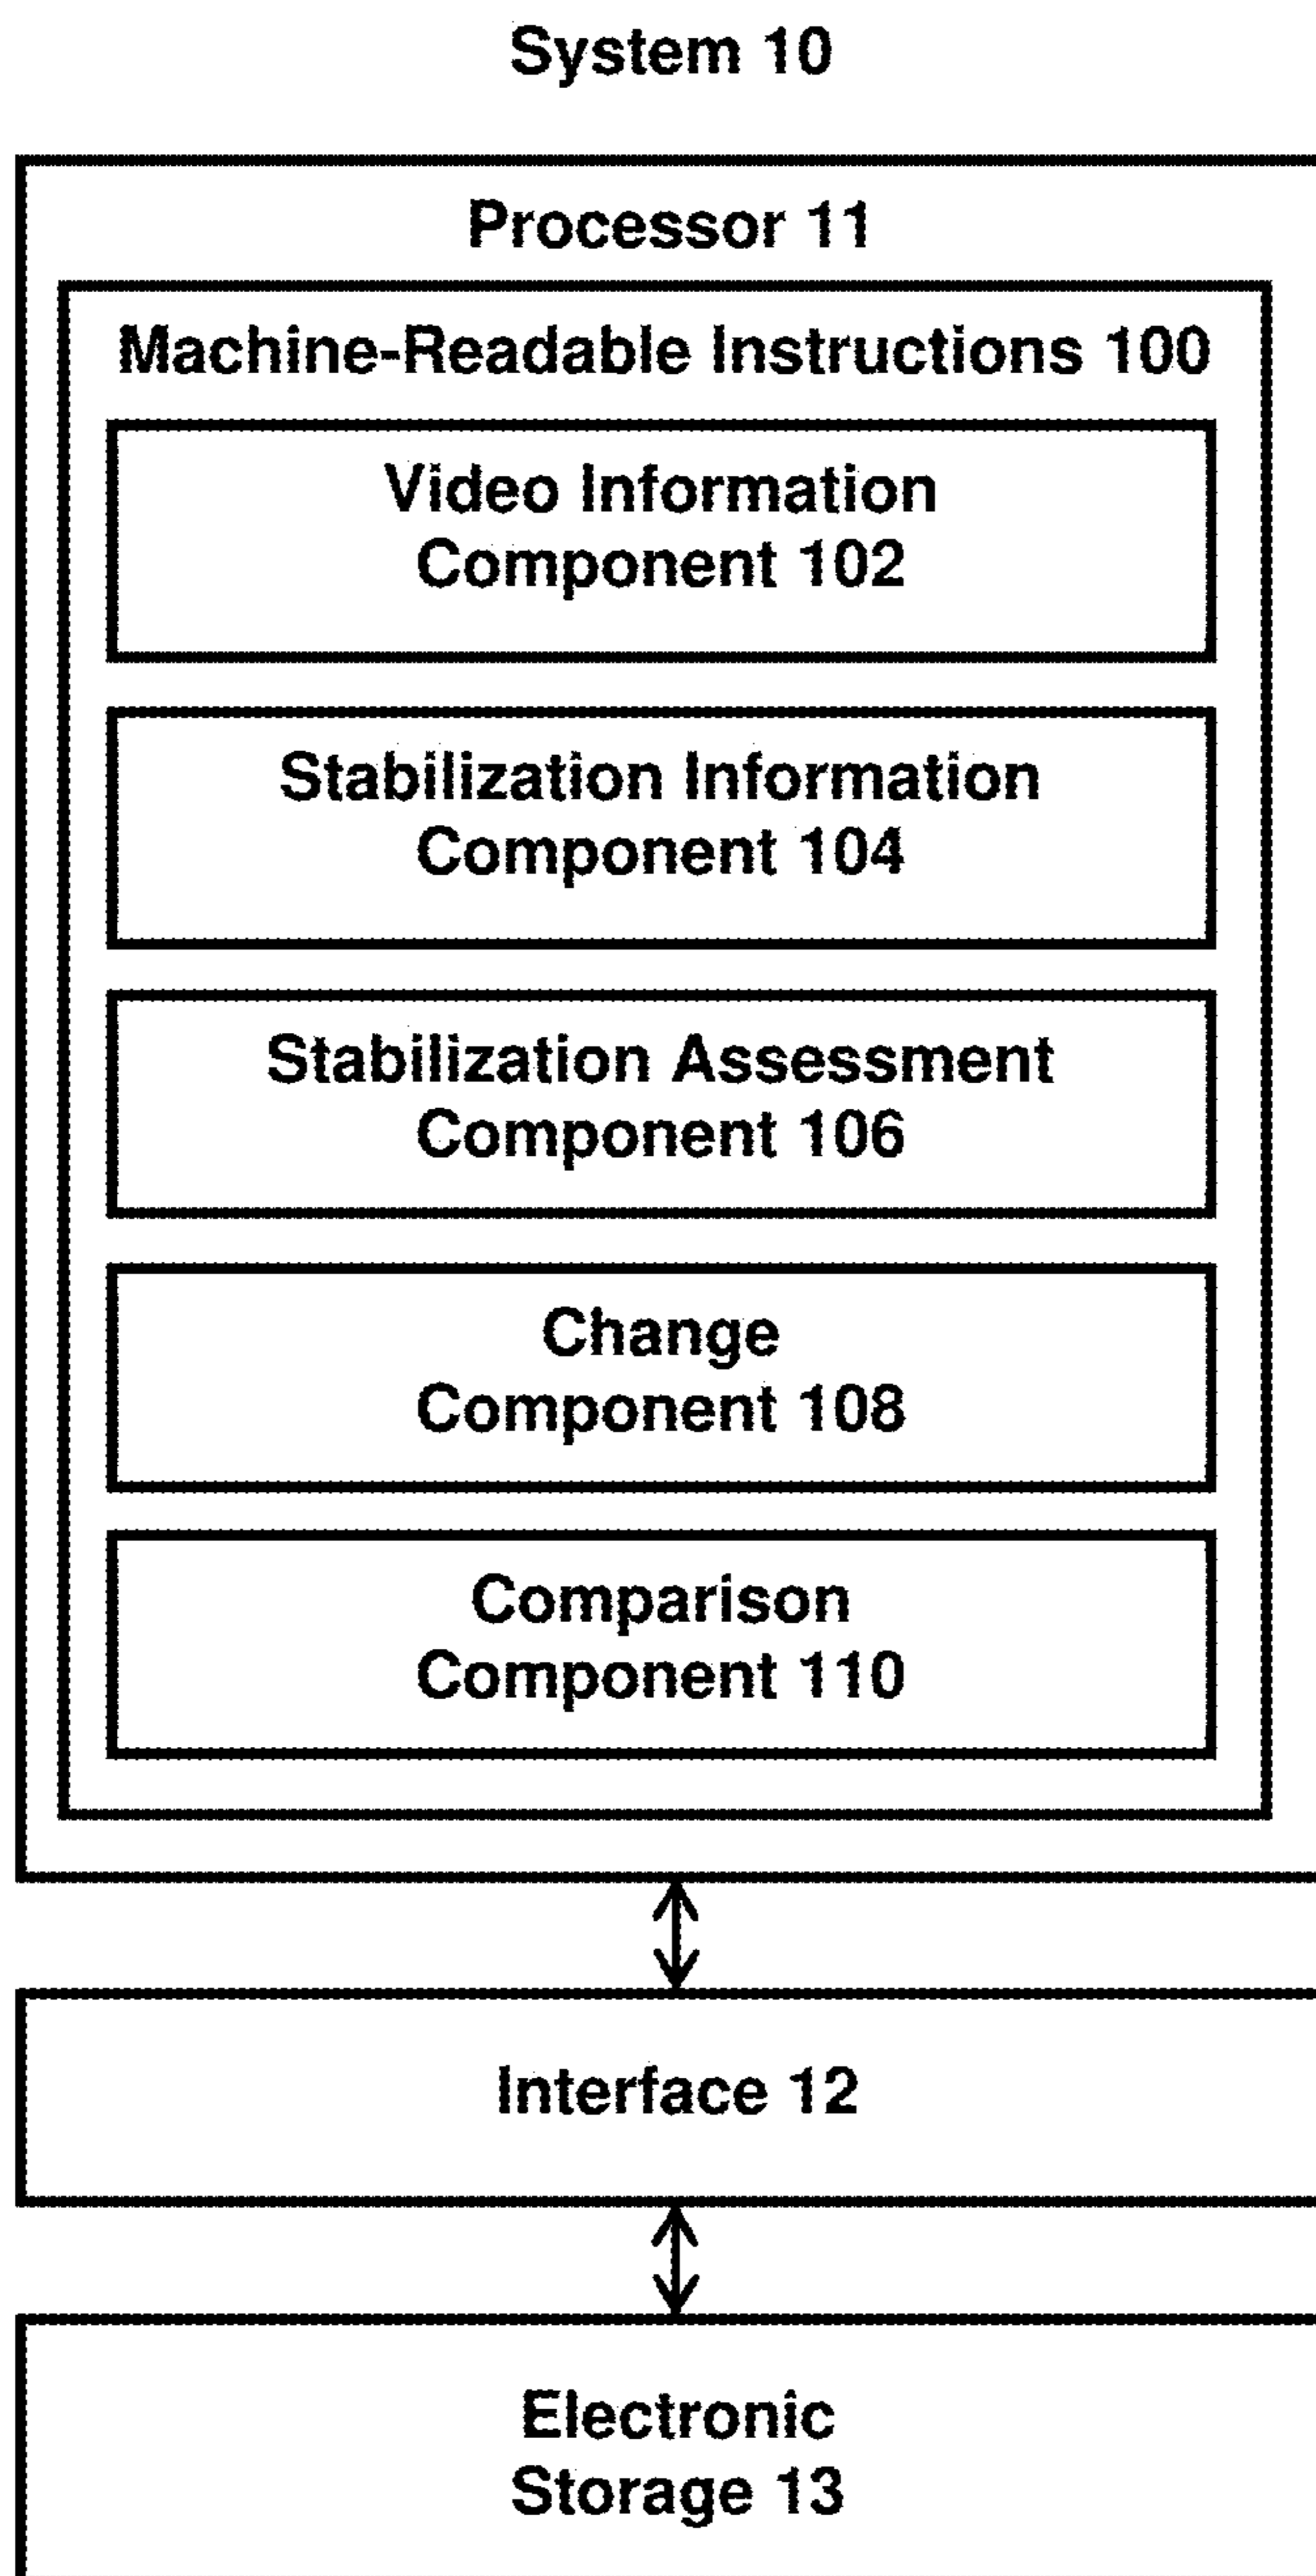 System 10
Processor 11
Machine-Readable Instructions 100
Video Information
Component 102
Stabilization Information
Component 104
Stabilization Assessment
Component 106
Change
Component 108
Comparison
Component 110
Interface 12
Electronic
Storage 13